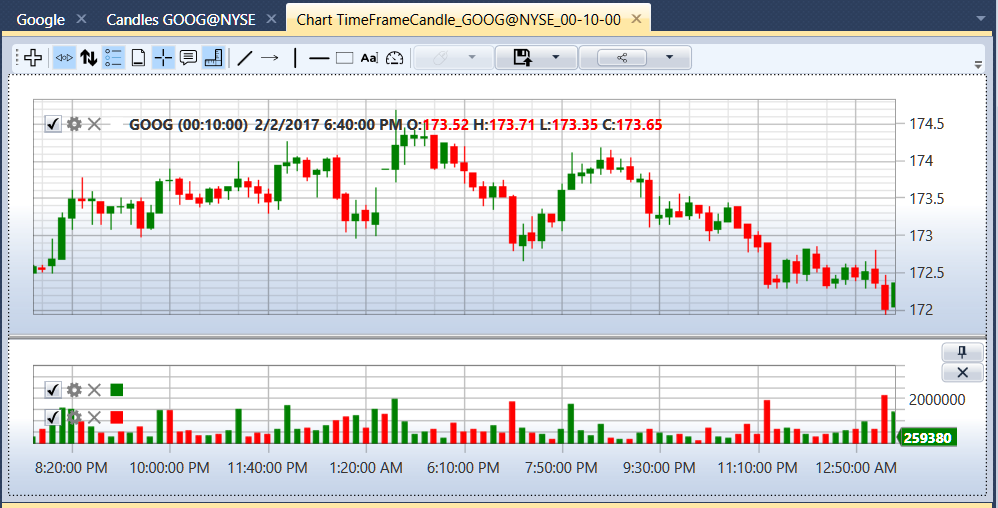 Google Candles GOOG@NYSE Chart TimeFrameCandle_GOOG@NYSE_00-10-00
Aa
GOOG (00:10:00) 2/2/2017 6:40:00 PM O:173.52 H:173.71 L:173.35 C:173.65
174.5
174
173.5
173
172.5
172
2000000
259380
8:20:00 PM 10:00:00 PM 11:40:00 PM 1:20:00 AM 6:10:00 PM 7:50:00 PM 9:30:00 PM 11:10:00 PM 12:50:00 AM